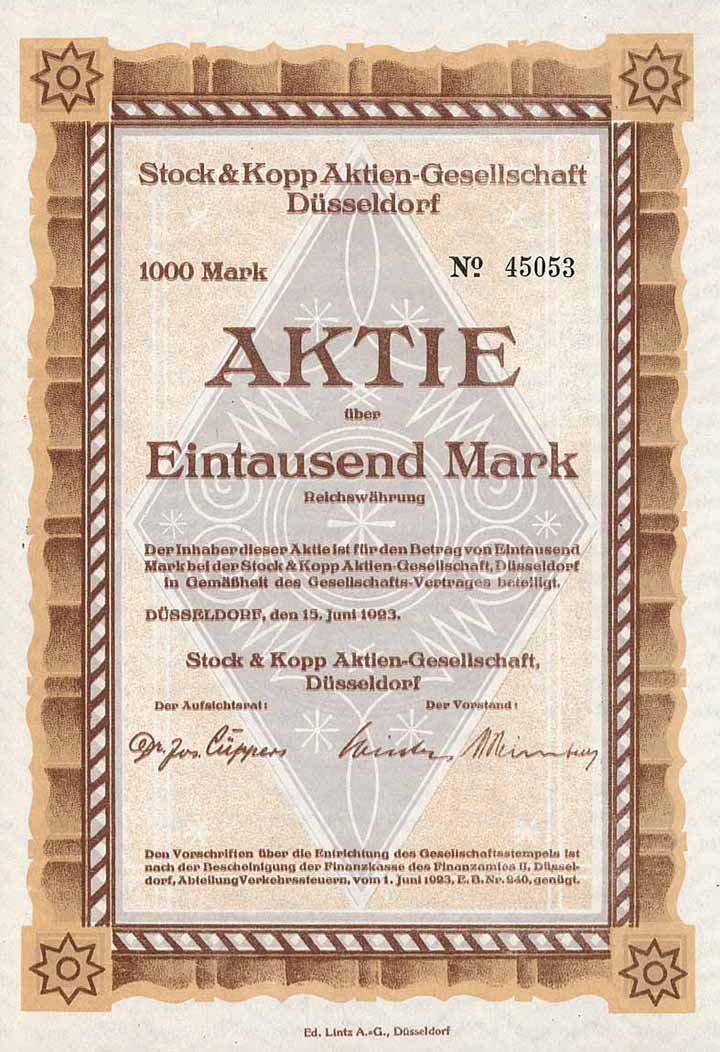 Stock & Kopp Aktien-Gesellschaft
Düsseldorf
1000 Mark
No. 45053
AKTIE
über
Eintausend Mark
Reichswährung
Der Inhaber dieser Aktie ist für den Betrag von Eintausend
Mark bei der Stock & Kopp Aktien-Gesellschaft, Düsseldorf
in Gemäßheit des Gesellschafts-Vertrages beteiligt.
DÜSSELDORF, den 15. Juni 1923.
Stock & Kopp Aktien-Gesellschaft,
Düsseldorf
Der Aufsichtsrat:
Der Vorstand:
Dr. Jos. Cüppers
Den Vorschriften über die Entrichtung des Gesellschaftsstempels ist
nach der Bescheinigung der Finanzkasse des Finanzamtes II, Düssel-
dorf, Abteilung Verkehrssteuern, vom 1. Juni 1923, E. B. Nr. 240, genügt.
Ed. Lintz A.-G., Düsseldorf